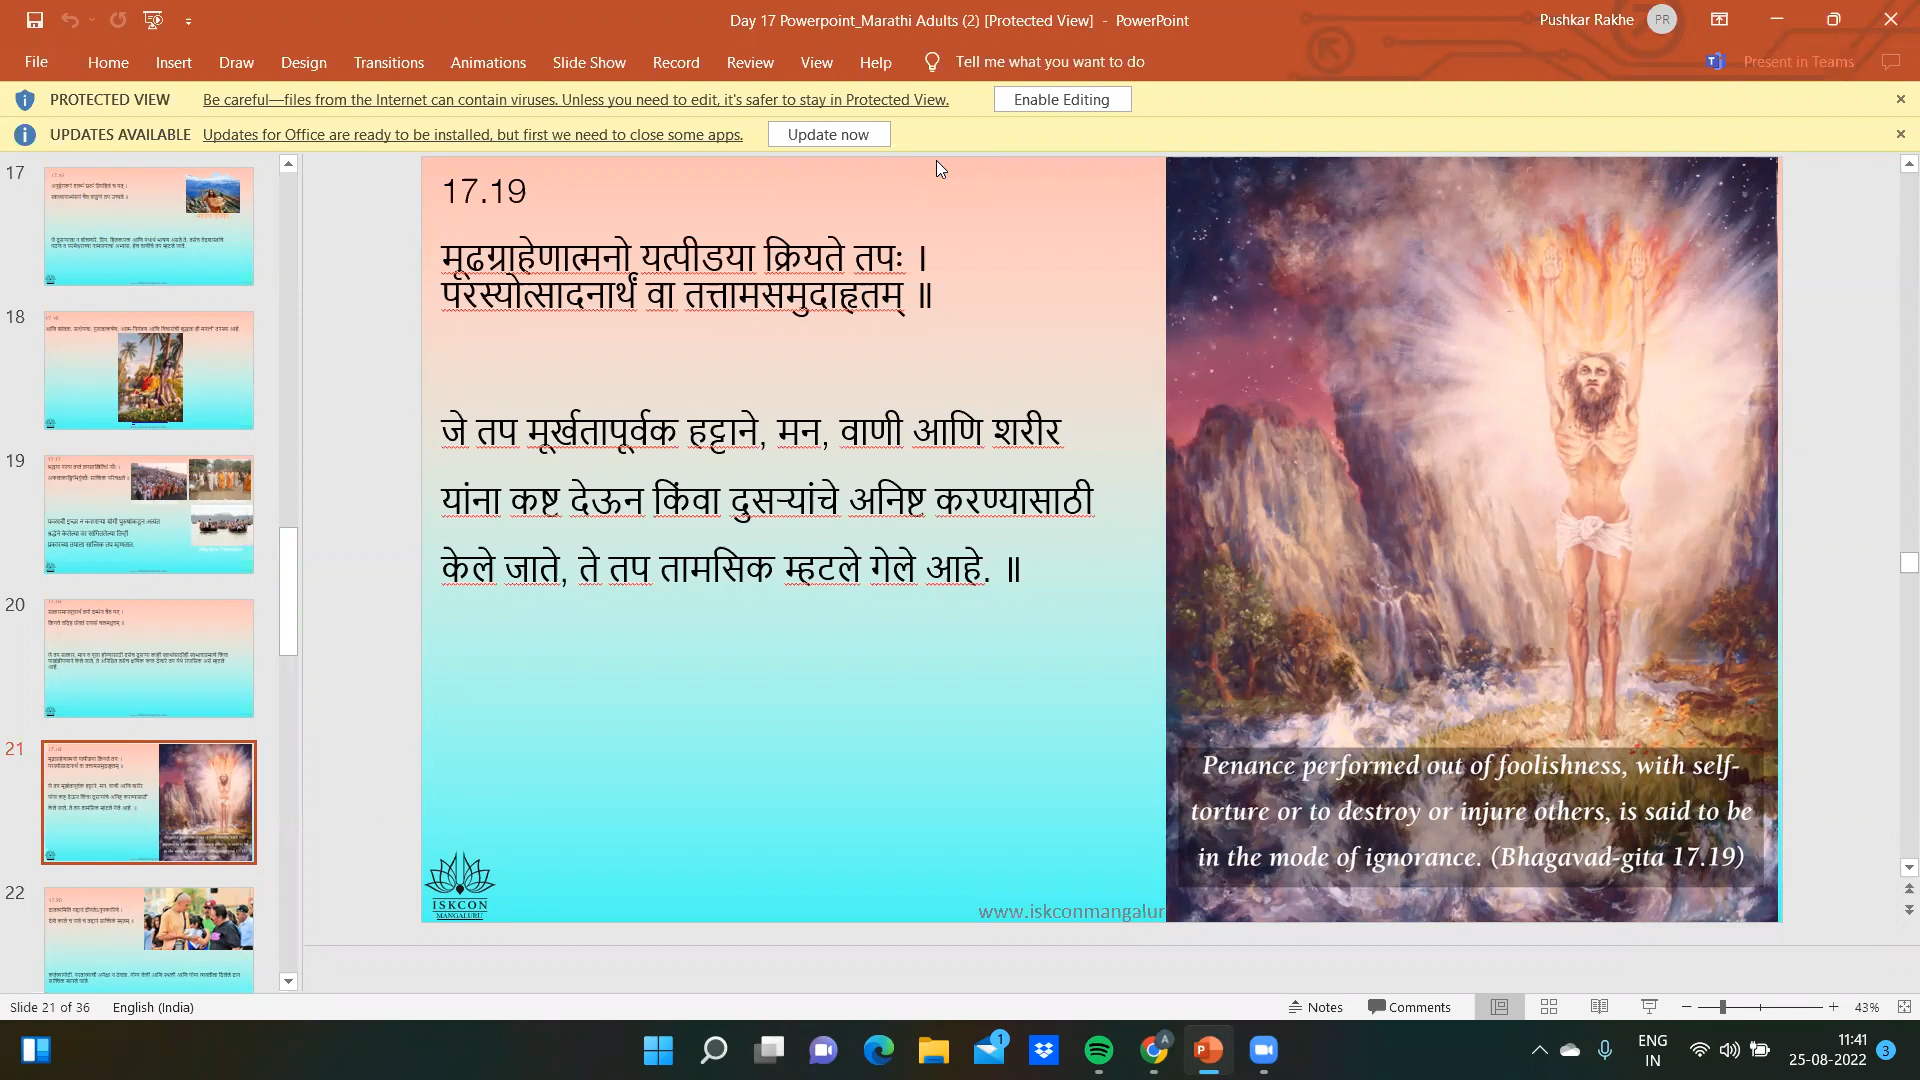 Day 17 Powerpoint_Marathi Adults (2) [Protected View] - PowerPoint
Pushkar Rakhe PR
File Home Insert Draw Design Transitions Animations Slide Show Record Review View Help Tell me what you want to do Present in Teams
PROTECTED VIEW Be careful—files from the Internet can contain viruses. Unless you need to edit, it's safer to stay in Protected View. Enable Editing
UPDATES AVAILABLE Updates for Office are ready to be installed, but first we need to close some apps. Update now
17
18
19
20
21
22
17.19
मूढग्राहेणात्मनो यत्पीडया क्रियते तपः ।
परस्योत्सादनार्थं वा तत्तामसमुदाहृतम् ॥
जे तप मूर्खतापूर्वक हट्टाने, मन, वाणी आणि शरीर
यांना कष्ट देऊन किंवा दुसऱ्यांचे अनिष्ट करण्यासाठी
केले जाते, ते तप तामसिक म्हटले गेले आहे. ॥
Penance performed out of foolishness, with self-
torture or to destroy or injure others, is said to be
in the mode of ignorance. (Bhagavad-gita 17.19)
ISKCON
MANGALURU
www.iskconmangalur
Slide 21 of 36 English (India) Notes Comments 43%
1
ENG
IN
11:41
25-08-2022
3